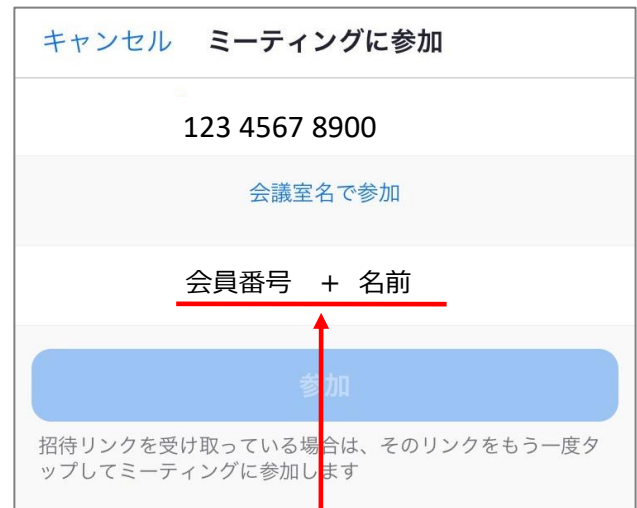 キャンセル ミーティングに参加
123 4567 8900
会議室名で参加
会員番号 + 名前
参加
招待リンクを受け取っている場合は、そのリンクをもう一度タ
ップしてミーティングに参加します